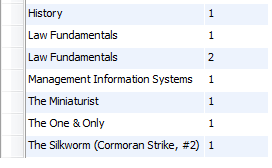 History 1
Law Fundamentals 1
Law Fundamentals 2
Management Information Systems 1
The Miniaturist 1
The One & Only 1
The Silkworm (Cormoran Strike, #2) 1